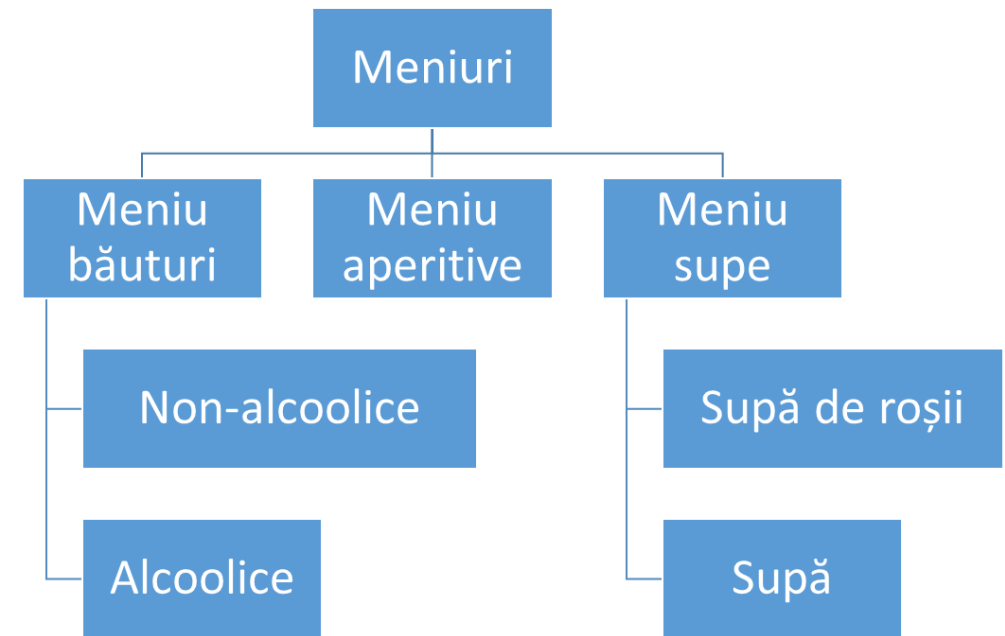 Meniuri
Meniu
băuturi
Meniu
aperitive
Meniu
supe
Non-alcoolice
Supă de roșii
Alcoolice
Supă